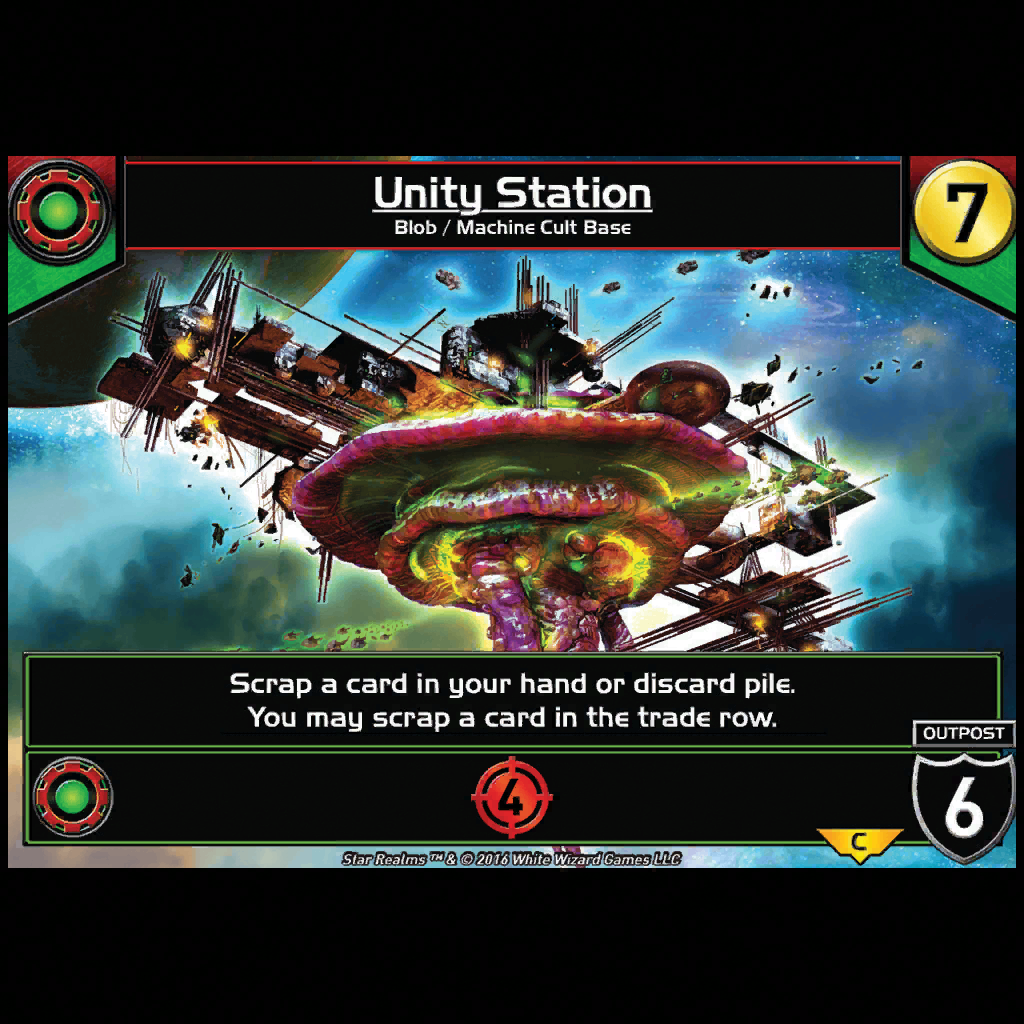 Unity Station
7
Blob / Machine Cult Base
Scrap a card in your hand or discard pile.
You may scrap a card in the trade row.
OUTPOST
4
6
C
Star Realms ™ & © 2016 White Wizard Games LLC